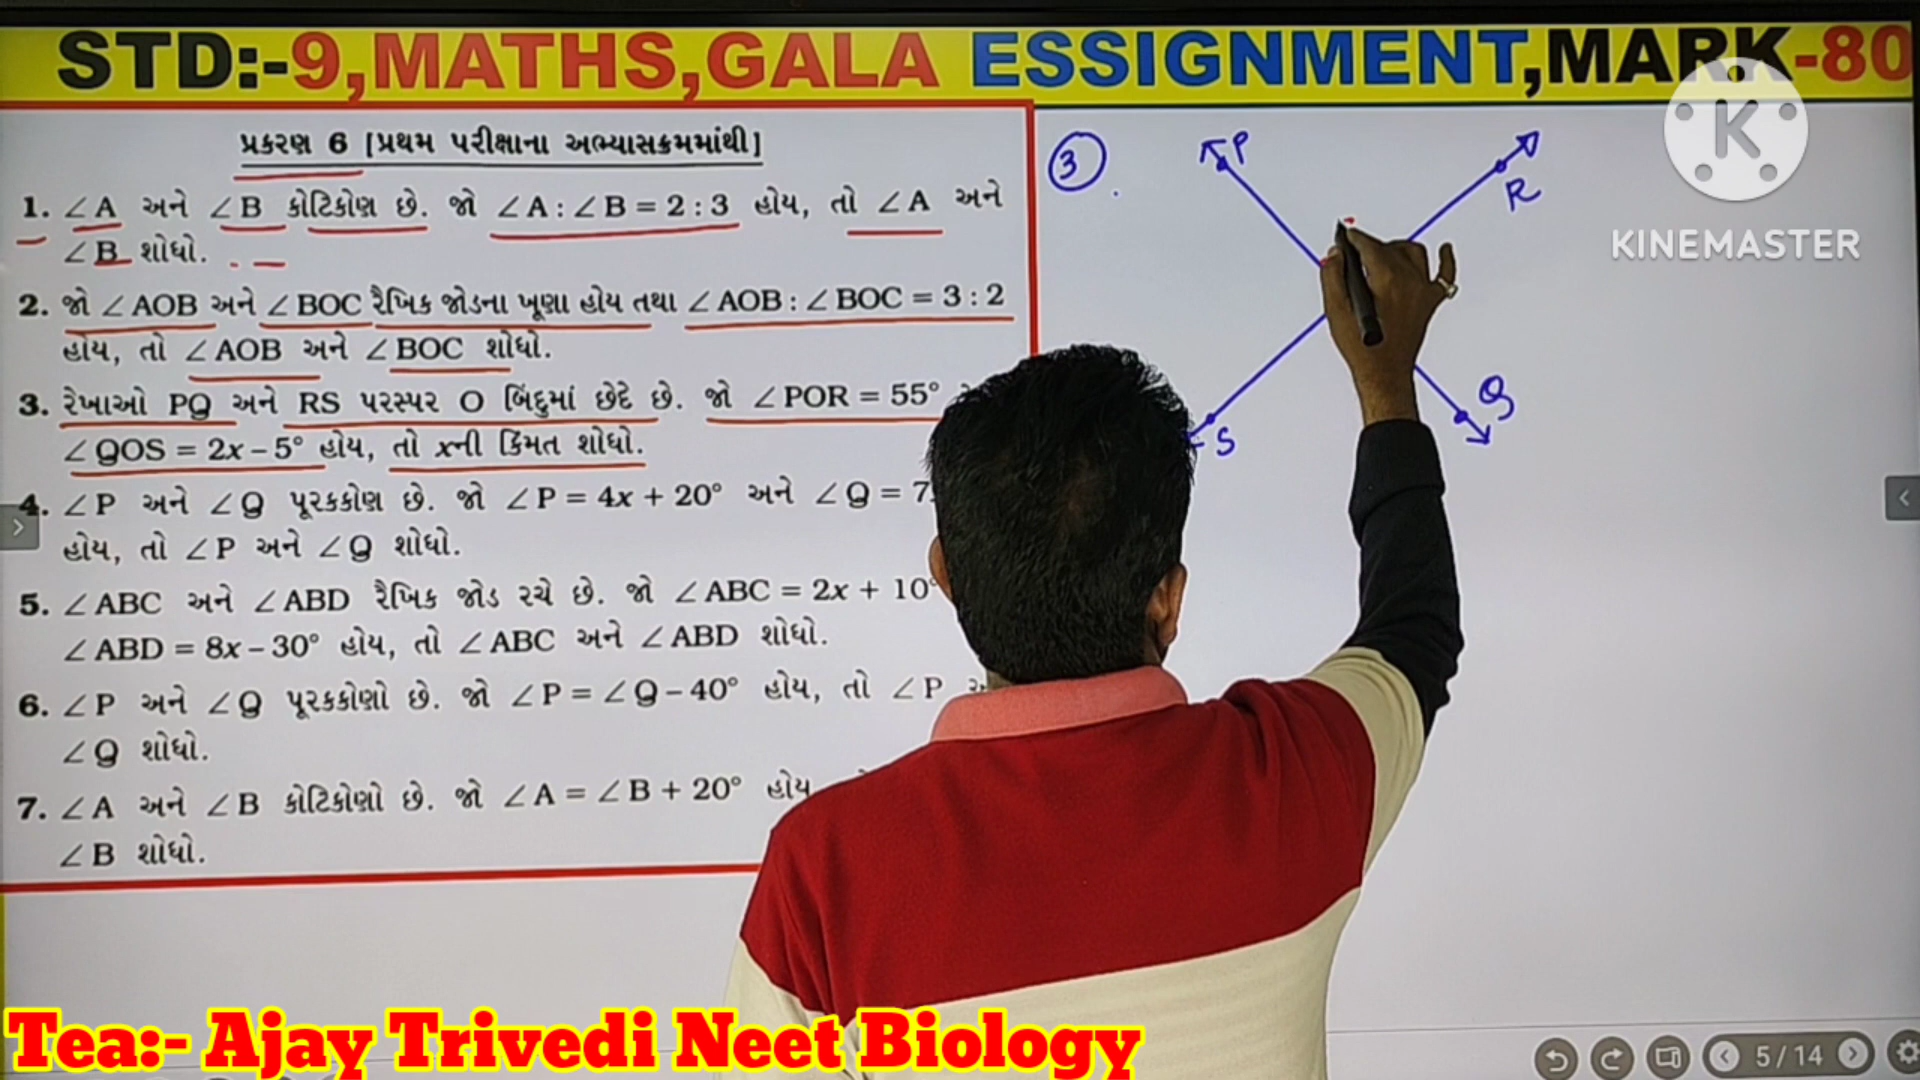 STD:-9,MATHS,GALA ESSIGNMENT,MARK-80
પ્રકરણ 6 [પ્રથમ પરીક્ષાના અભ્યાસક્રમમાંથી]
1. ∠A અને ∠B કોટિકોણ છે. જો ∠A : ∠B = 2 : 3 હોય, તો ∠A અને
∠B શોધો.
2. જો ∠AOB અને ∠BOC રૈખિક જોડના ખૂણા હોય તથા ∠AOB : ∠BOC = 3 : 2
હોય, તો ∠AOB અને ∠BOC શોધો.
3. રેખાઓ PQ અને RS પરસ્પર O બિંદુમાં છેદે છે. જો ∠POR = 55°
∠QOS = 2x – 5° હોય, તો xની કિંમત શોધો.
4. ∠P અને ∠Q પૂરકકોણ છે. જો ∠P = 4x + 20° અને ∠Q = 7
હોય, તો ∠P અને ∠Q શોધો.
5. ∠ABC અને ∠ABD રૈખિક જોડ રચે છે. જો ∠ABC = 2x + 10°
∠ABD = 8x – 30° હોય, તો ∠ABC અને ∠ABD શોધો.
6. ∠P અને ∠Q પૂરકકોણો છે. જો ∠P = ∠Q – 40° હોય, તો ∠P
∠Q શોધો.
7. ∠A અને ∠B કોટિકોણો છે. જો ∠A = ∠B + 20° હોય
∠B શોધો.
3
P
R
S
Q
K
KINEMASTER
Tea:- Ajay Trivedi Neet Biology
5 / 14